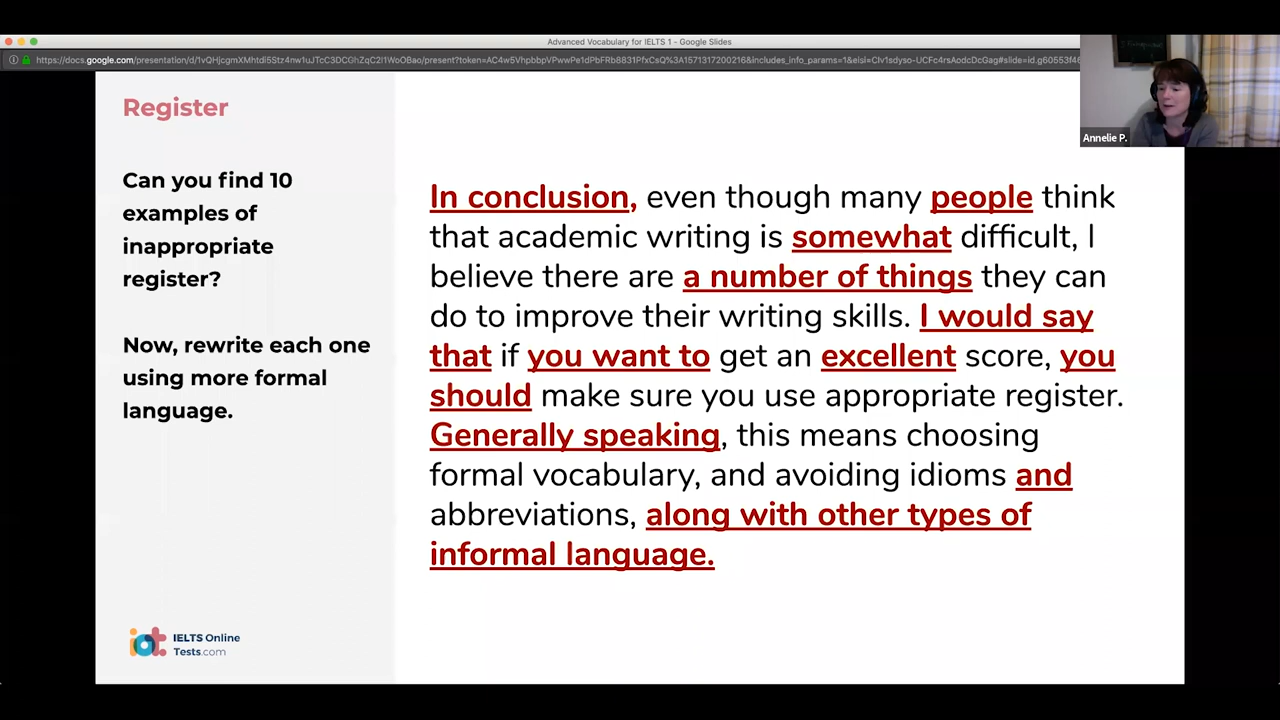 Advanced Vocabulary for IELTS 1 - Google Slides
Annelie P.
Register
Can you find 10
examples of
inappropriate
register?
Now, rewrite each one
using more formal
language.
In conclusion, even though many people think
that academic writing is somewhat difficult, I
believe there are a number of things they can
do to improve their writing skills. I would say
that if you want to get an excellent score, you
should make sure you use appropriate register.
Generally speaking, this means choosing
formal vocabulary, and avoiding idioms and
abbreviations, along with other types of
informal language.
iot IELTS Online
Tests.com